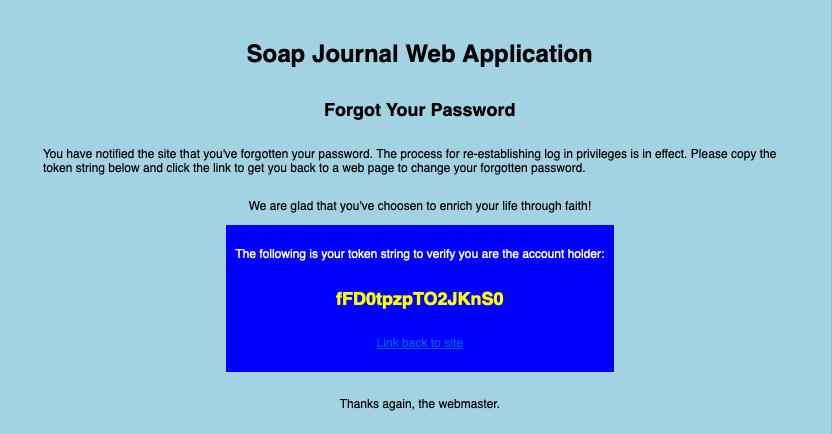 Soap Journal Web Application
Forgot Your Password
You have notified the site that you've forgotten your password. The process for re-establishing log in privileges is in effect. Please copy the
token string below and click the link to get you back to a web page to change your forgotten password.
We are glad that you've choosen to enrich your life through faith!
The following is your token string to verify you are the account holder:
fFD0tpzpTO2JKnS0
Link back to site
Thanks again, the webmaster.